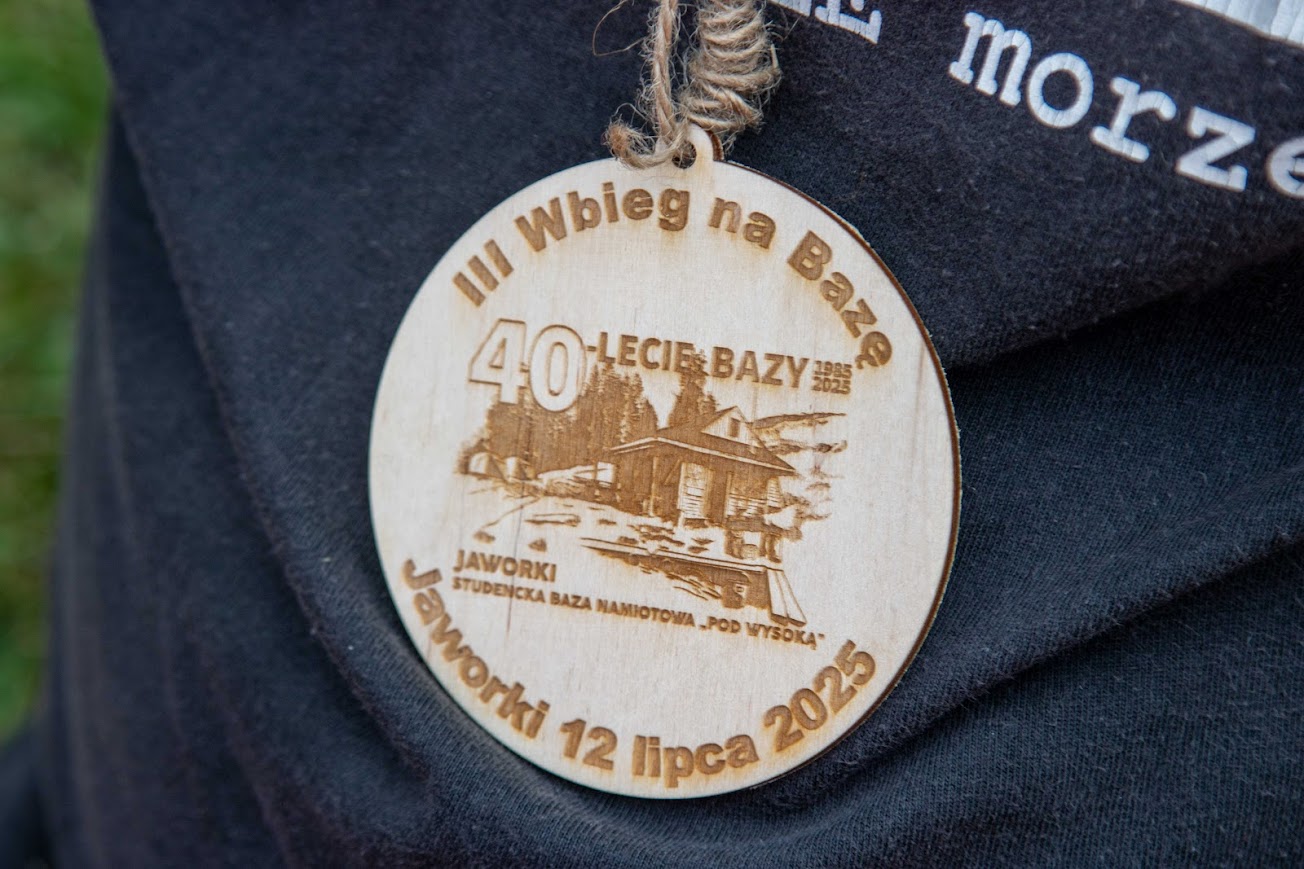 morze
III Wbieg na Bazę
40-LECIE BAZY 1985
2025
JAWORKI
STUDENCKA BAZA NAMIOTOWA „POD WYSOKĄ”
Jaworki 12 lipca 2025